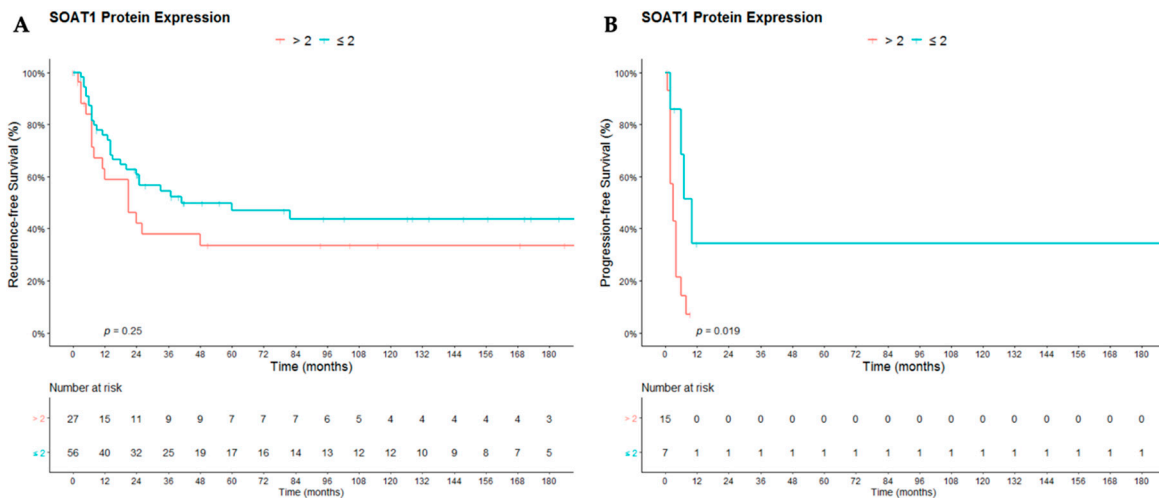 A
SOAT1 Protein Expression
> 2 ≤ 2
Recurrence-free Survival (%)
100%
80%
60%
40%
20%
0%
p = 0.25
0 12 24 36 48 60 72 84 96 108 120 132 144 156 168 180
Time (months)
Number at risk
> 2 27 15 11 9 9 7 7 7 6 5 4 4 4 4 4 3
≤ 2 56 40 32 25 19 17 16 14 13 12 12 10 9 8 7 5
0 12 24 36 48 60 72 84 96 108 120 132 144 156 168 180
Time (months)
B
SOAT1 Protein Expression
> 2 ≤ 2
Progression-free Survival (%)
100%
80%
60%
40%
20%
0%
p = 0.019
0 12 24 36 48 60 72 84 96 108 120 132 144 156 168 180
Time (months)
Number at risk
> 2 15 0 0 0 0 0 0 0 0 0 0 0 0 0 0 0
≤ 2 7 1 1 1 1 1 1 1 1 1 1 1 1 1 1 1
0 12 24 36 48 60 72 84 96 108 120 132 144 156 168 180
Time (months)